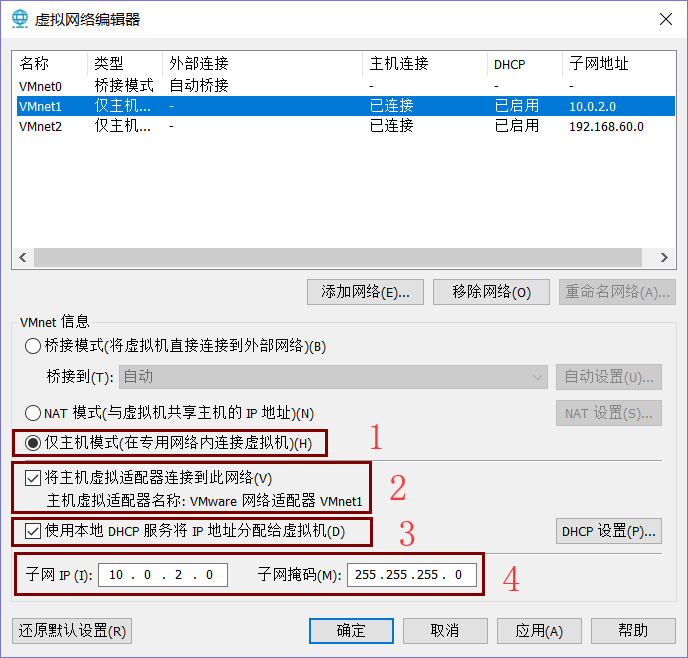 虚拟网络编辑器
名称 类型 外部连接 主机连接 DHCP 子网地址
VMnet0 桥接模式 自动桥接 - - -
VMnet1 仅主机... - 已连接 已启用 10.0.2.0
VMnet2 仅主机... - 已连接 已启用 192.168.60.0
添加网络(E)... 移除网络(O) 重命名网络(A)...
VMnet 信息
桥接模式(将虚拟机直接连接到外部网络)(B)
桥接到(T): 自动 自动设置(U)...
NAT 模式(与虚拟机共享主机的 IP 地址)(N) NAT 设置(S)...
仅主机模式(在专用网络内连接虚拟机)(H) 1
将主机虚拟适配器连接到此网络(V) 2
主机虚拟适配器名称: VMware 网络适配器 VMnet1
使用本地 DHCP 服务将 IP 地址分配给虚拟机(D) 3 DHCP 设置(P)...
子网 IP (I): 10 . 0 . 2 . 0 子网掩码(M): 255 . 255 . 255 . 0 4
还原默认设置(R) 确定 取消 应用(A) 帮助